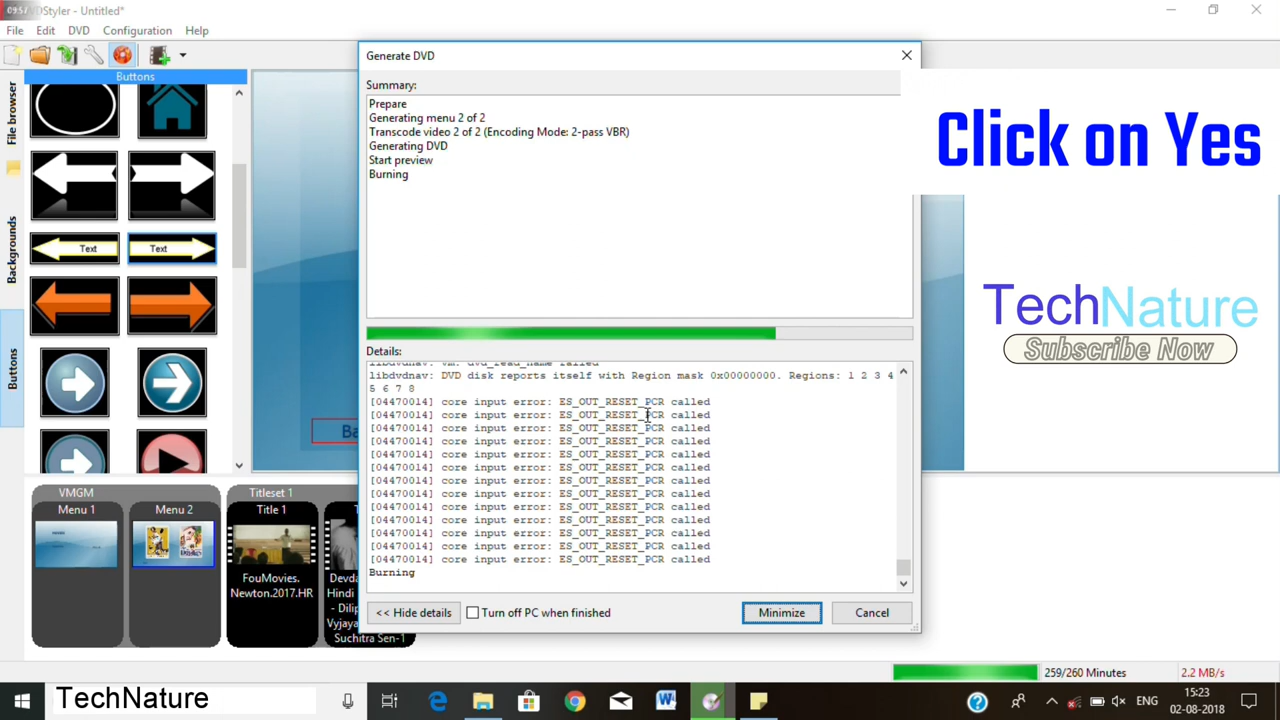 09:57
DStyler - Untitled*
File Edit DVD Configuration Help
Buttons
File browser
Backgrounds
Buttons
Text
Text
Generate DVD
Summary:
Prepare
Generating menu 2 of 2
Transcode video 2 of 2 (Encoding Mode: 2-pass VBR)
Generating DVD
Start preview
Burning
Details:
libdvdnav: vm: dvd_read_name failed
libdvdnav: DVD disk reports itself with Region mask 0x00000000. Regions: 1 2 3 4
5 6 7 8
[04470014] core input error: ES_OUT_RESET_PCR called
[04470014] core input error: ES_OUT_RESET_PCR called
[04470014] core input error: ES_OUT_RESET_PCR called
[04470014] core input error: ES_OUT_RESET_PCR called
[04470014] core input error: ES_OUT_RESET_PCR called
[04470014] core input error: ES_OUT_RESET_PCR called
[04470014] core input error: ES_OUT_RESET_PCR called
[04470014] core input error: ES_OUT_RESET_PCR called
[04470014] core input error: ES_OUT_RESET_PCR called
[04470014] core input error: ES_OUT_RESET_PCR called
[04470014] core input error: ES_OUT_RESET_PCR called
[04470014] core input error: ES_OUT_RESET_PCR called
[04470014] core input error: ES_OUT_RESET_PCR called
Burning
<< Hide details
Turn off PC when finished
Minimize
Cancel
Click on Yes
TechNature
Subscribe Now
Ba
VMGM
Menu 1
Menu 2
Titleset 1
Title 1
FouMovies.
Newton.2017.HR
Devda
Hindi
- Dilip
Vyjaya
Suchitra Sen-1
259/260 Minutes
2.2 MB/s
TechNature
ENG
15:23
02-08-2018